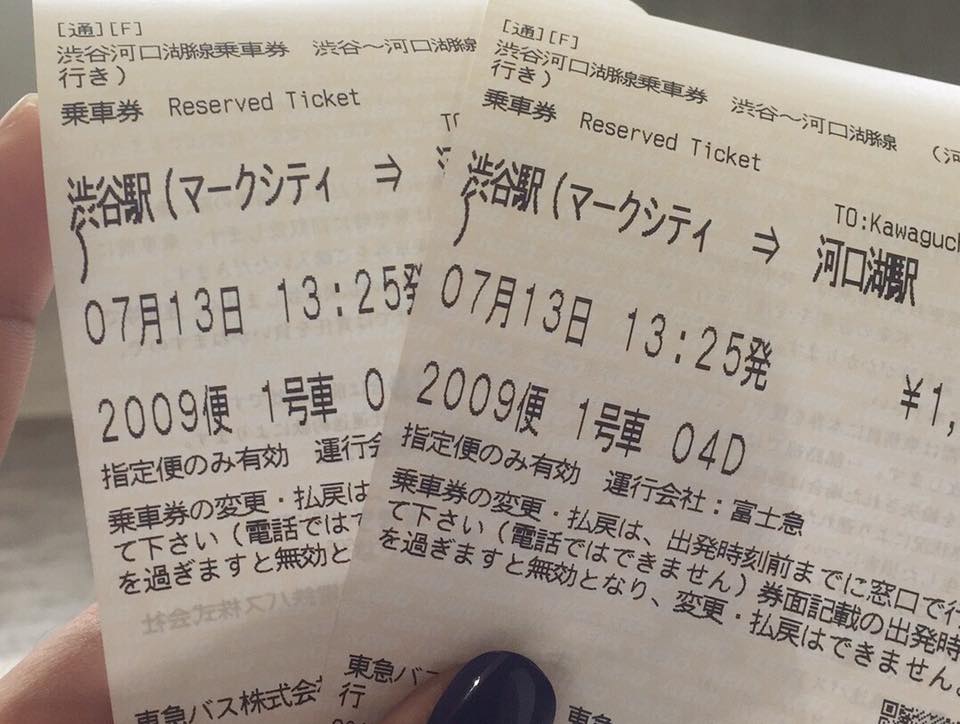 [通][F]
渋谷河口湖線乗車券 渋谷～河口湖線
行き）
乗車券 Reserved Ticket
渋谷駅（マークシティ ⇒
）
07月13日 13:25発
2009便 1号車 0
指定便のみ有効 運行会
乗車券の変更・払戻は
て下さい（電話では
を過ぎますと無効と
東急バス株式会
[通][F]
渋谷河口湖線乗車券 渋谷～河口湖線 （河
行き）
乗車券 Reserved Ticket
TO:Kawaguch
渋谷駅（マークシティ ⇒ 河口湖駅
）
07月13日 13:25発
¥1,
2009便 1号車 04D
指定便のみ有効 運行会社：富士急
乗車券の変更・払戻は、出発時刻前までに窓口で行
て下さい（電話ではできません）券面記載の出発時
を過ぎますと無効となり、変更・払戻はできません。
東急バス
行
東急